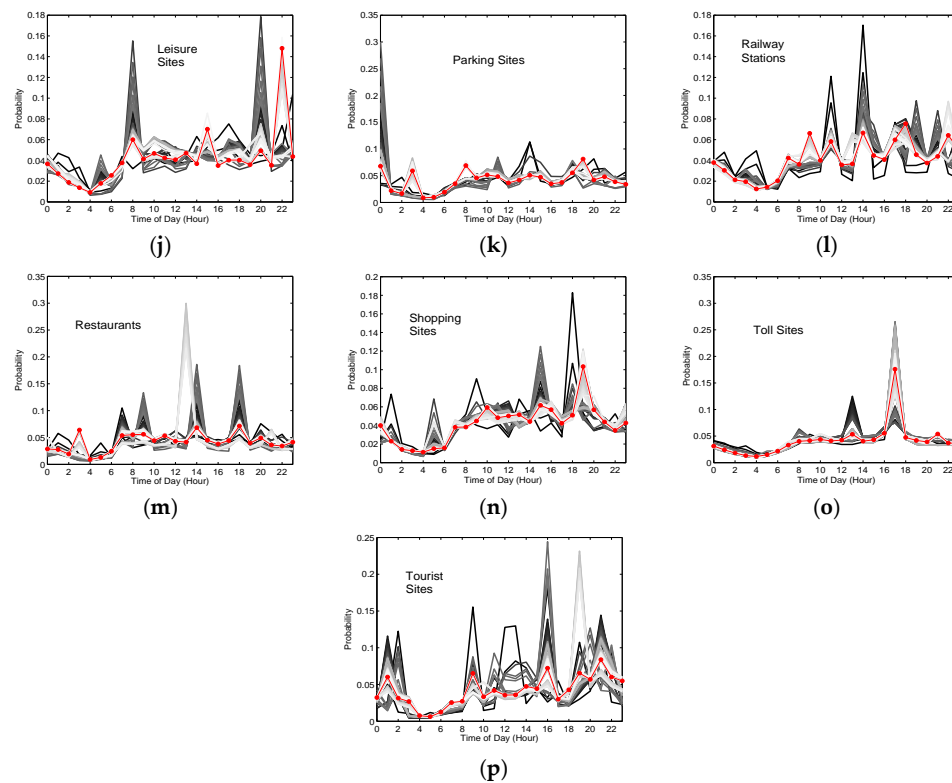 0.18
0.16
0.14
0.12
0.1
0.08
0.06
0.04
0.02
0
Probability
Leisure
Sites
0 2 4 6 8 10 12 14 16 18 20 22
Time of Day (Hour)
(j)
0.35
0.3
0.25
0.2
0.15
0.1
0.05
0
Probability
Parking Sites
0 2 4 6 8 10 12 14 16 18 20 22
Time of Day (Hour)
(k)
0.18
0.16
0.14
0.12
0.1
0.08
0.06
0.04
0.02
0
Probability
Railway
Stations
0 2 4 6 8 10 12 14 16 18 20 22
Time of Day (Hour)
(l)
0.35
0.3
0.25
0.2
0.15
0.1
0.05
0
Probability
Restaurants
0 2 4 6 8 10 12 14 16 18 20 22
Time of Day (Hour)
(m)
0.2
0.18
0.16
0.14
0.12
0.1
0.08
0.06
0.04
0.02
0
Probability
Shopping
Sites
0 2 4 6 8 10 12 14 16 18 20 22
Time of Day (Hour)
(n)
0.35
0.3
0.25
0.2
0.15
0.1
0.05
0
Probability
Toll Sites
0 2 4 6 8 10 12 14 16 18 20 22
Time of Day (Hour)
(o)
0.25
0.2
0.15
0.1
0.05
0
Probability
Tourist
Sites
0 2 4 6 8 10 12 14 16 18 20 22
Time of Day (Hour)
(p)